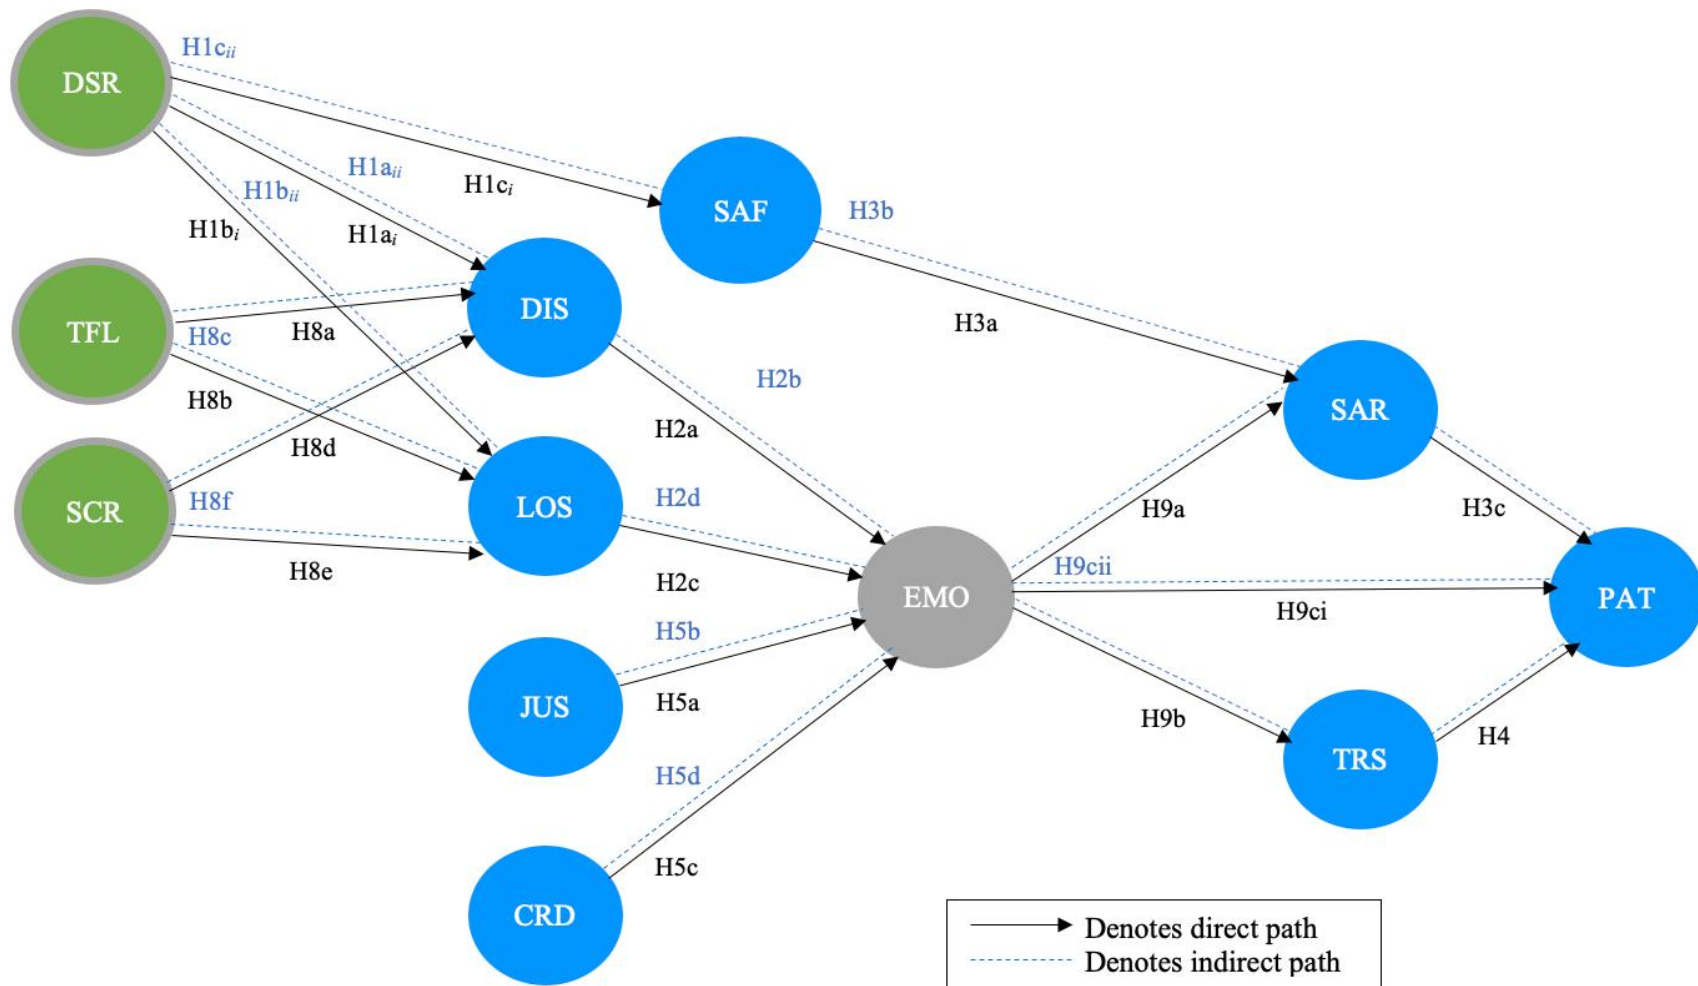 H1cii
DSR
H1aii
H1bii
H1ci
SAF
H3b
H1bi
H1ai
DIS
H3a
TFL
H8c
H8a
H2b
H8b
SAR
H2a
H8d
H8f
H2d
H9a
H3c
SCR
LOS
H8e
H9cii
H2c
EMO
H9ci
PAT
H5b
JUS
H5a
H9b
H4
TRS
H5d
H5c
CRD
Denotes direct path
Denotes indirect path